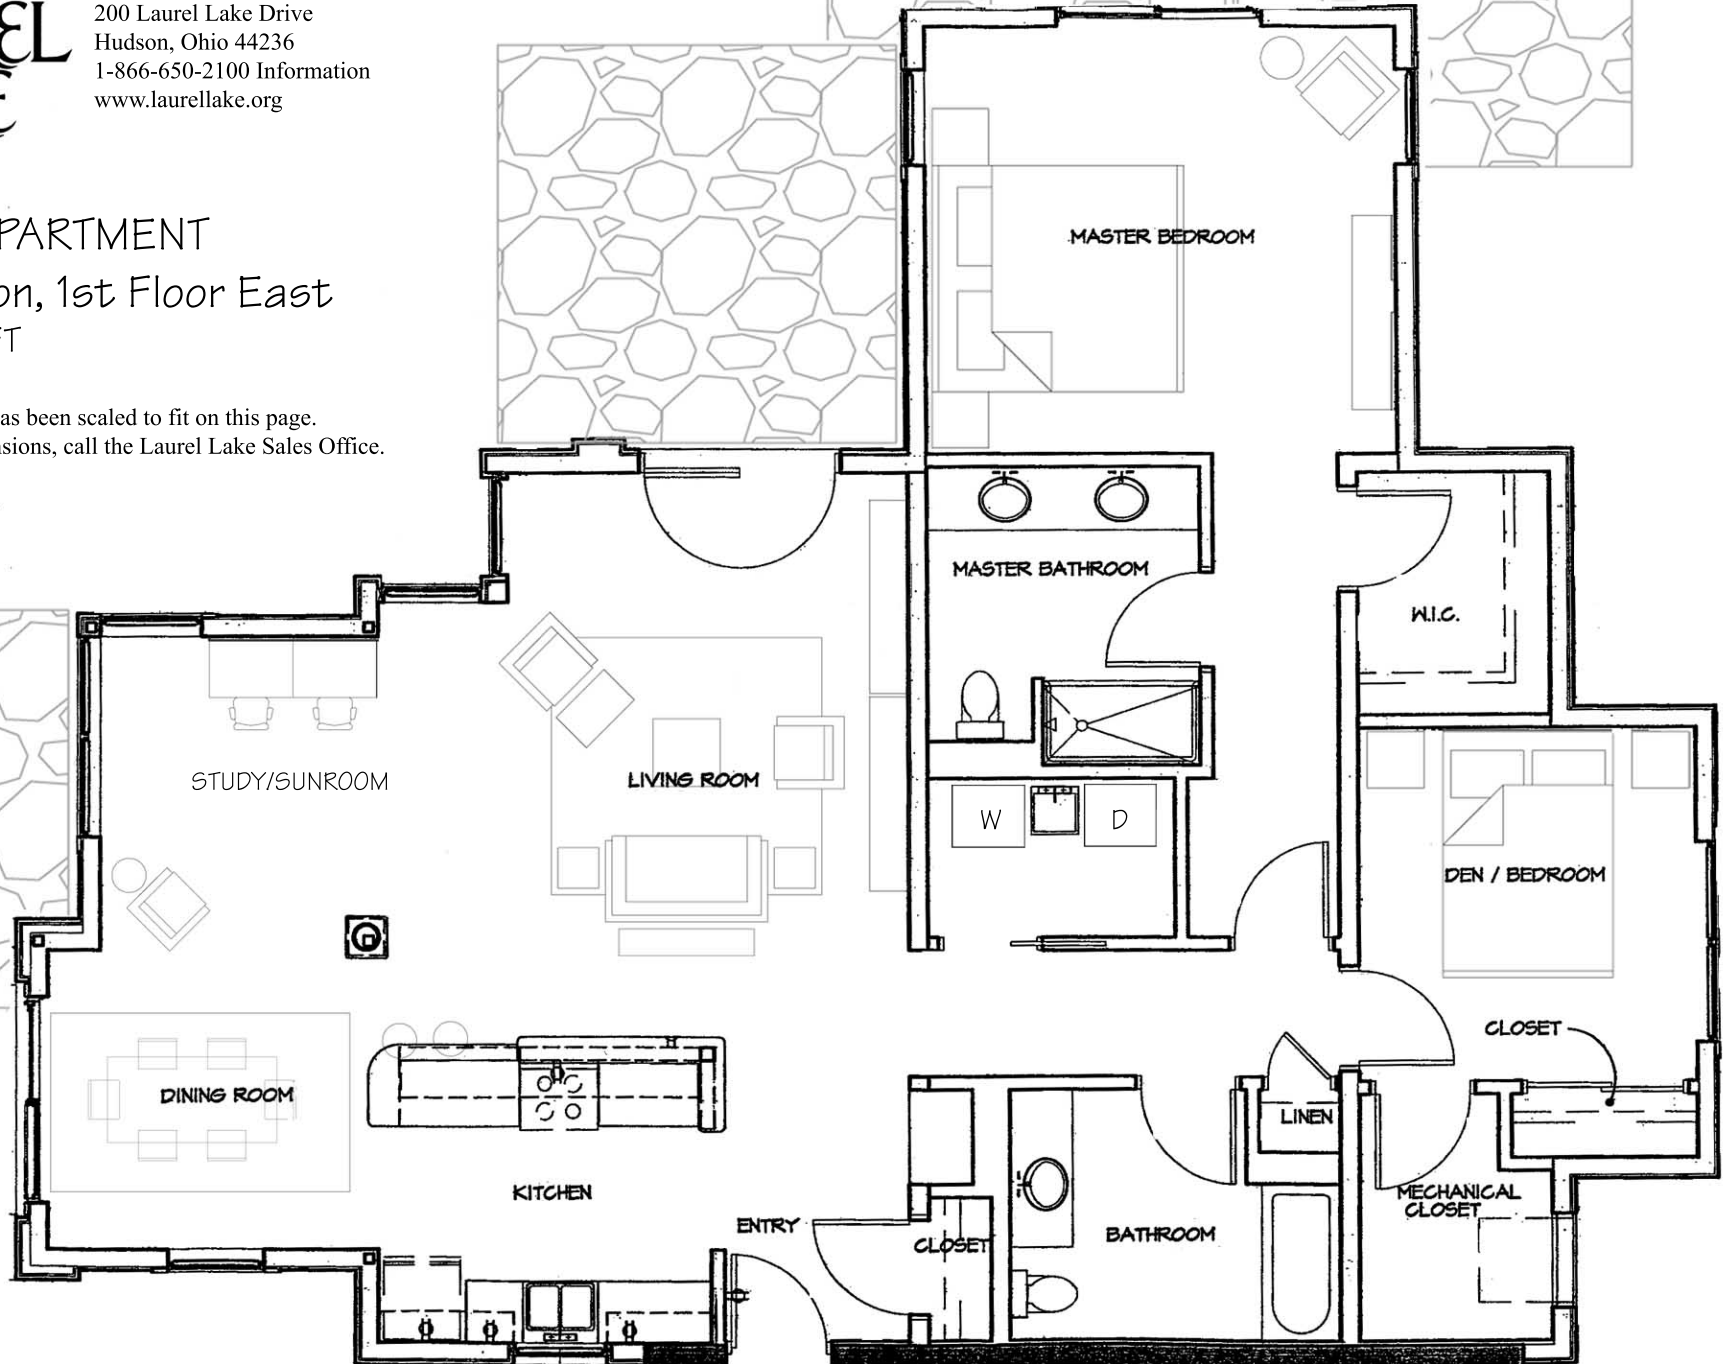 200 Laurel Lake Drive
Hudson, Ohio 44236
1-866-650-2100 Information
www.laurellake.org
PARTMENT
on, 1st Floor East
FT
as been scaled to fit on this page.
nsions, call the Laurel Lake Sales Office.
MASTER BEDROOM
MASTER BATHROOM
W.I.C.
STUDY/SUNROOM
LIVING ROOM
W
D
DEN / BEDROOM
CLOSET
DINING ROOM
LINEN
KITCHEN
ENTRY
CLOSET
BATHROOM
MECHANICAL
CLOSET